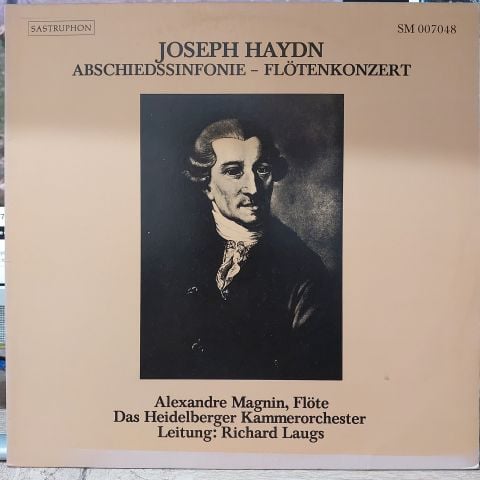 SASTRUPHON
SM 007048
JOSEPH HAYDN
ABSCHIEDSSINFONIE – FLÖTENKONZERT
Alexandre Magnin, Flöte
Das Heidelberger Kammerorchester
Leitung: Richard Laugs